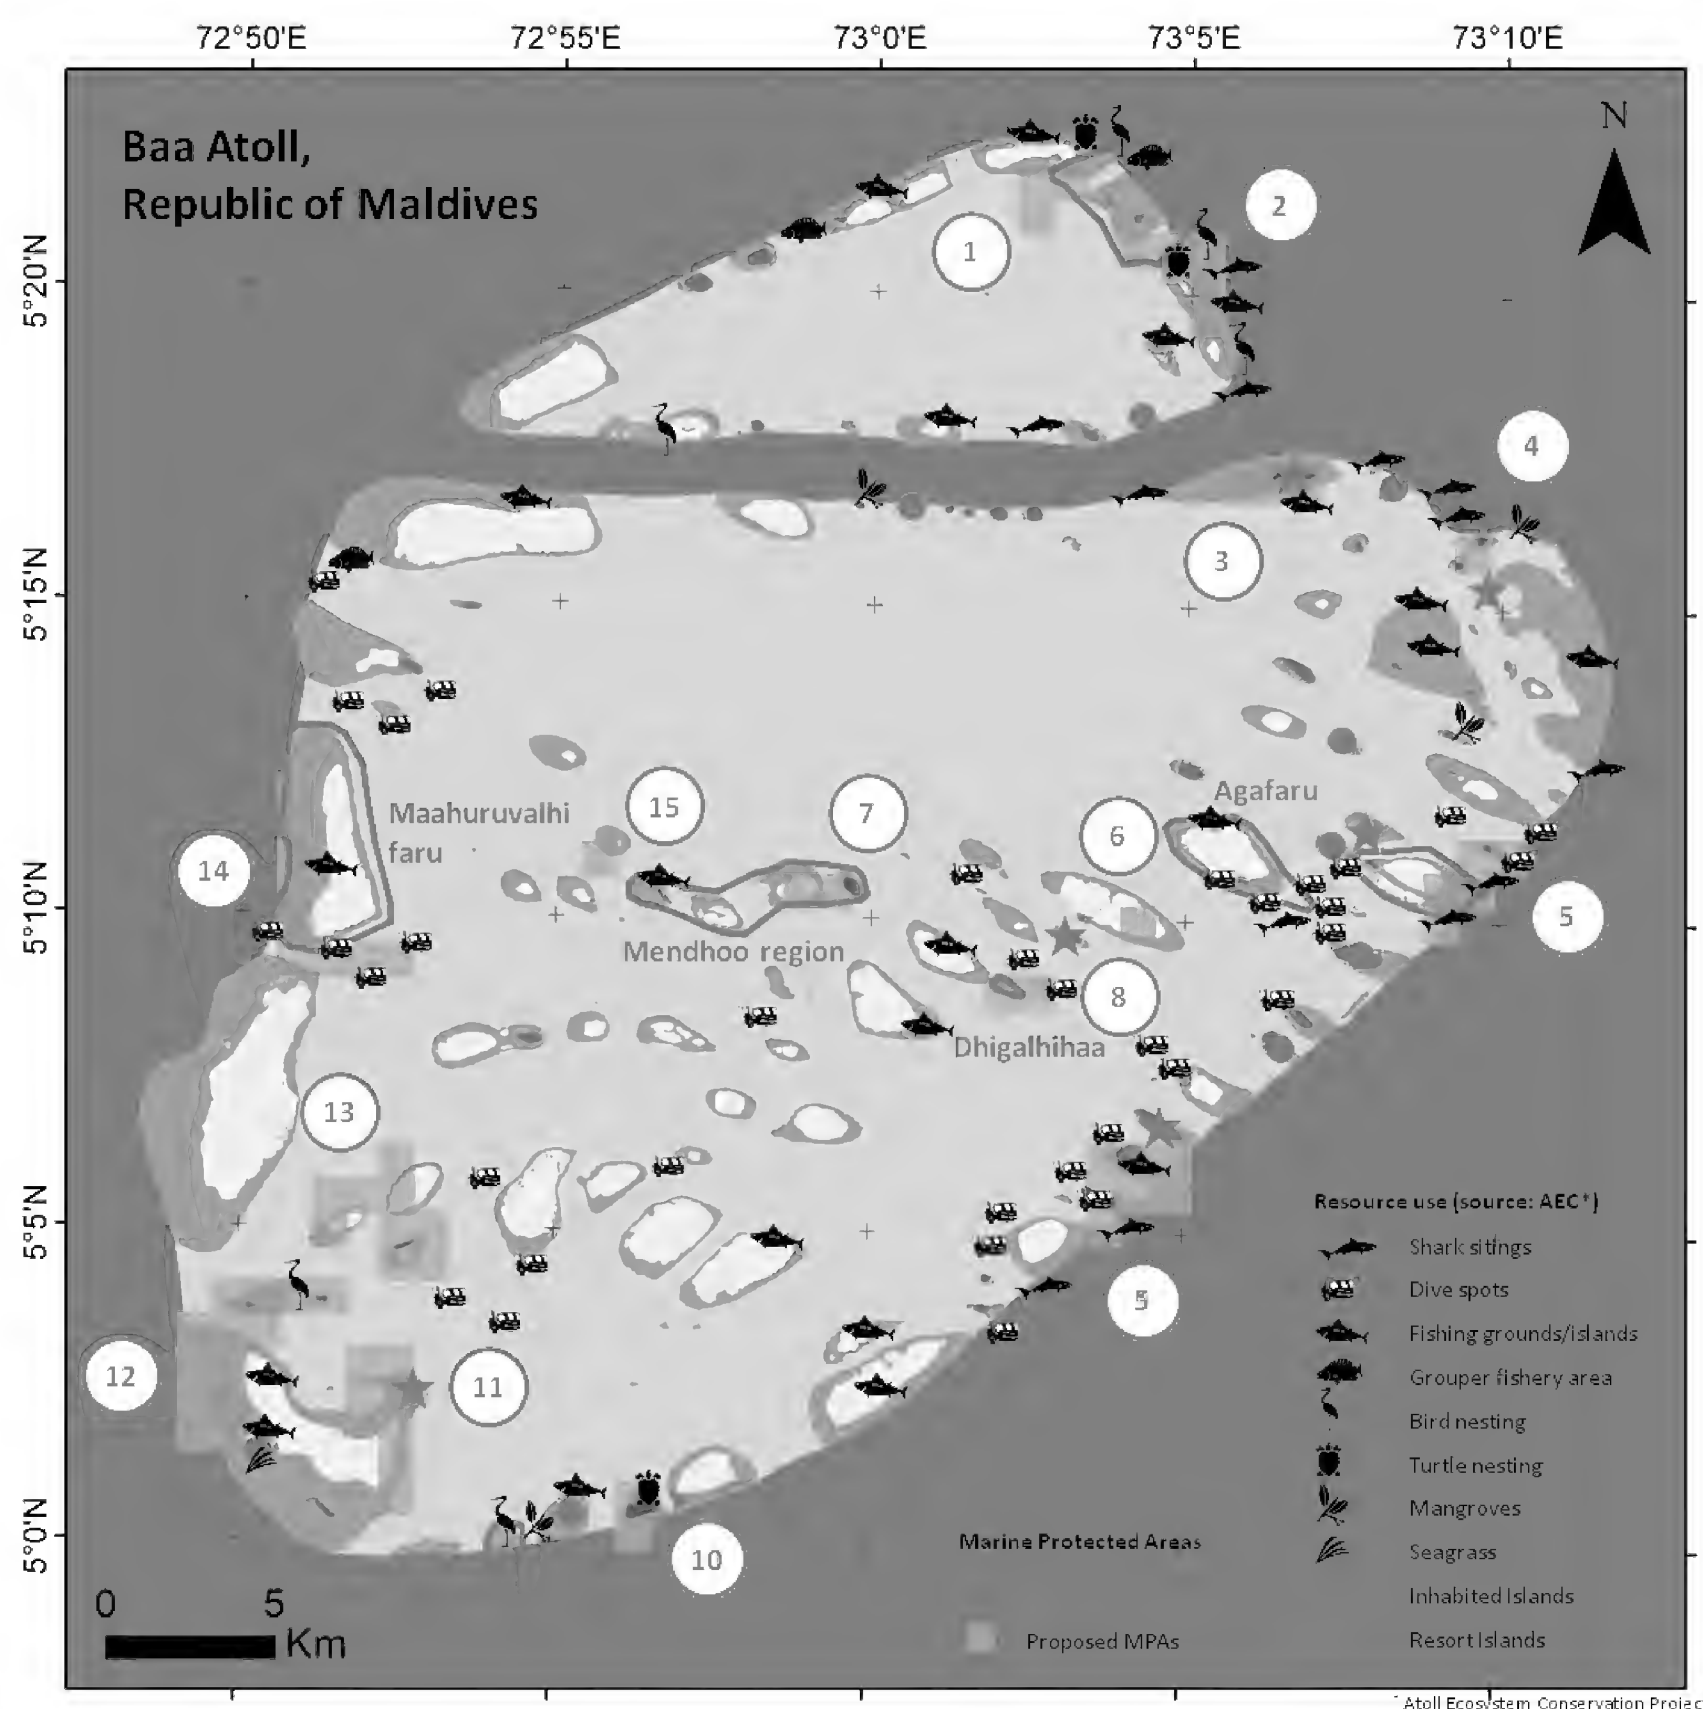 72°50'E 72°55'E 73°0'E 73°5'E 73°10'E
Baa Atoll,
Republic of Maldives
N
2
1
5°20'N
4
3
5°15'N
Agafaru
Maahuruvalhi
faru
15
7
6
14
5°10'N
5
Mendhoo region
8
Dhigalhihaa
13
5°5'N
Resource use (source: AEC*)
Shark sitings
Dive spots
9
Fishing grounds/islands
12
11
Grouper fishery area
Bird nesting
Turtle nesting
Mangroves
5°0'N
Marine Protected Areas
10
Seagrass
0 5
Km
Inhabited Islands
Proposed MPAs
Resort Islands
* Atoll Ecosystem Conservation Project